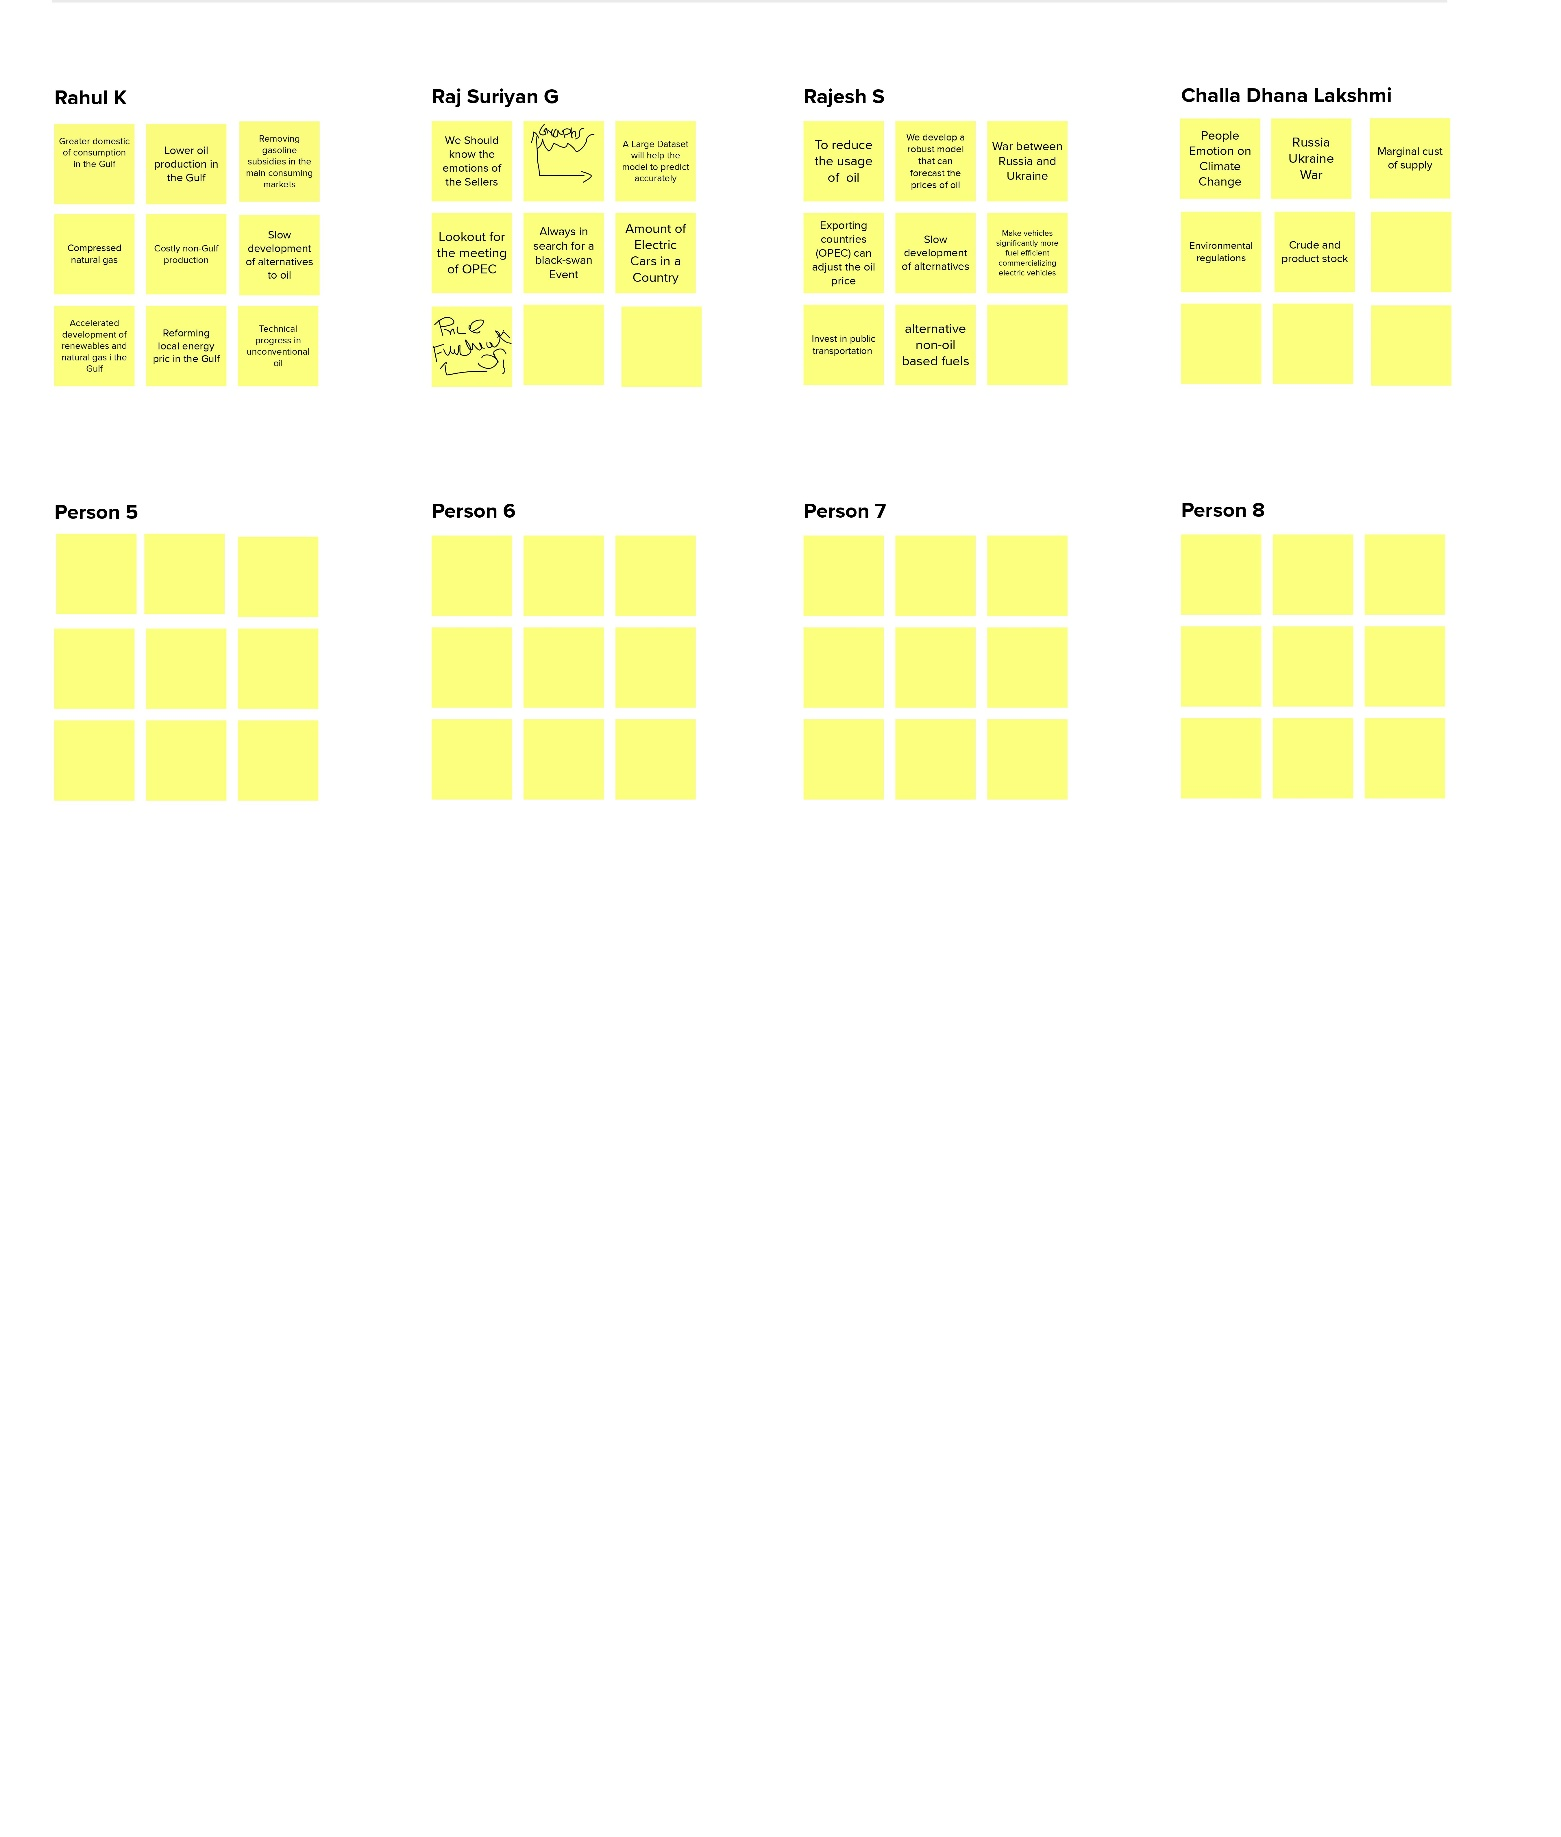 Rahul K
Greater domestic
of consumption
in the Gulf
Lower oil
production in
the Gulf
Removing
gasoline
subsidies in the
main consuming
markets
Compressed
natural gas
Costly non-Gulf
production
Slow
development
of alternatives
to oil
Accelerated
development of
renewables and
natural gas i the
Gulf
Reforming
local energy
pric in the Gulf
Technical
progress in
unconventional
oil
Raj Suriyan G
We Should
know the
emotions of
the Sellers
Graphs
A Large Dataset
will help the
model to predict
accurately
Lookout for
the meeting
of OPEC
Always in
search for a
black-swan
Event
Amount of
Electric
Cars in a
Country
Price
Rajesh S
To reduce
the usage
of oil
We develop a
robust model
that can
forecast the
prices of oil
War between
Russia and
Ukraine
Exporting
countries
(OPEC) can
adjust the oil
price
Slow
development
of alternatives
Make vehicles
significantly more
fuel efficient
commercializing
electric vehicles
Invest in public
transportation
alternative
non-oil
based fuels
Challa Dhana Lakshmi
People
Emotion on
Climate
Change
Russia
Ukraine
War
Marginal cust
of supply
Environmental
regulations
Crude and
product stock
Person 5
Person 6
Person 7
Person 8